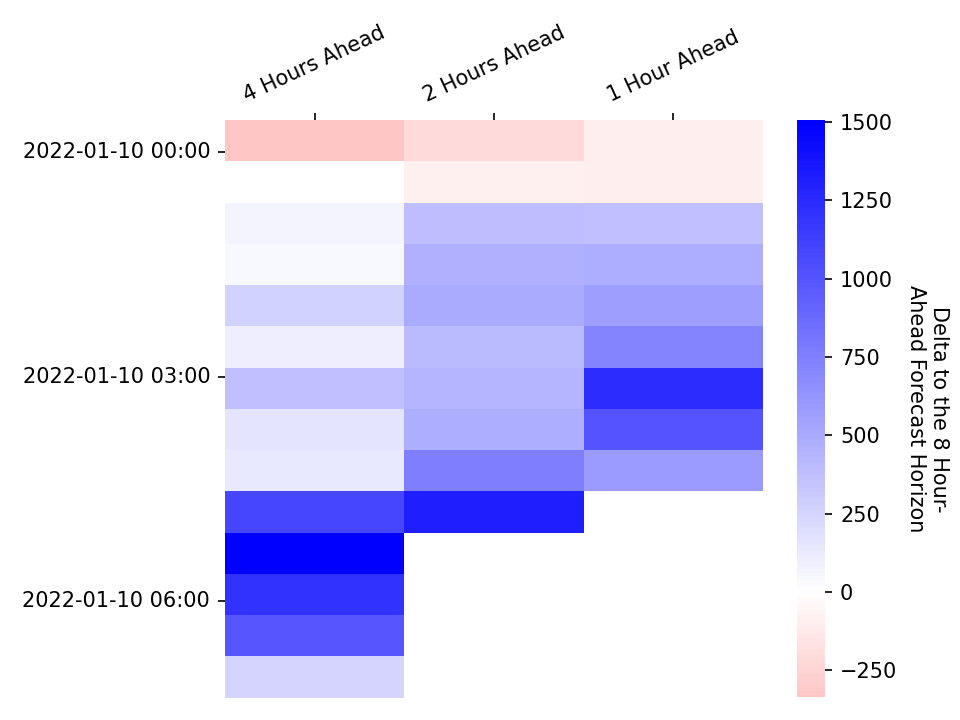 4 Hours Ahead
2 Hours Ahead
1 Hour Ahead
2022-01-10 00:00
2022-01-10 03:00
2022-01-10 06:00
1500
1250
1000
750
500
250
0
−250
Delta to the 8 Hour-
Ahead Forecast Horizon